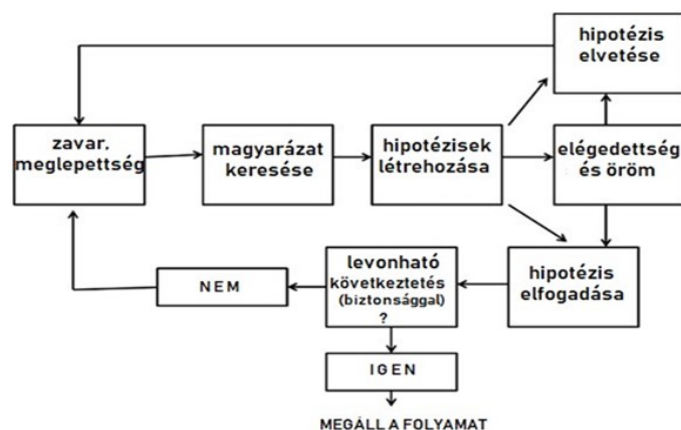 hipotézis
elvetése
zavar.
meglepettség
magyarázat
keresése
hipotézisek
létrehozása
elégedettség
és öröm
NEM
levonható
következtetés
(biztonsággal)
?
hipotézis
elfogadása
IGEN
MEGÁLL A FOLYAMAT